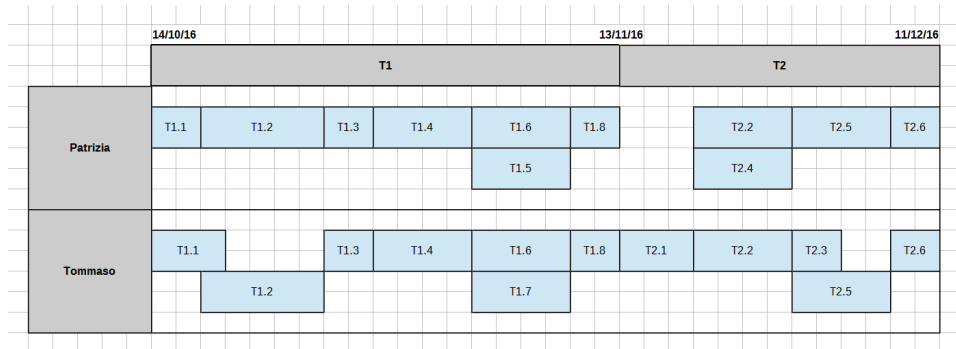 14/10/16 13/11/16 11/12/16
T1 T2
Patrizia
T1.1 T1.2 T1.3 T1.4 T1.6 T1.8 T2.2 T2.5 T2.6
T1.5 T2.4
Tommaso
T1.1 T1.3 T1.4 T1.6 T1.8 T2.1 T2.2 T2.3 T2.6
T1.2 T1.7 T2.5